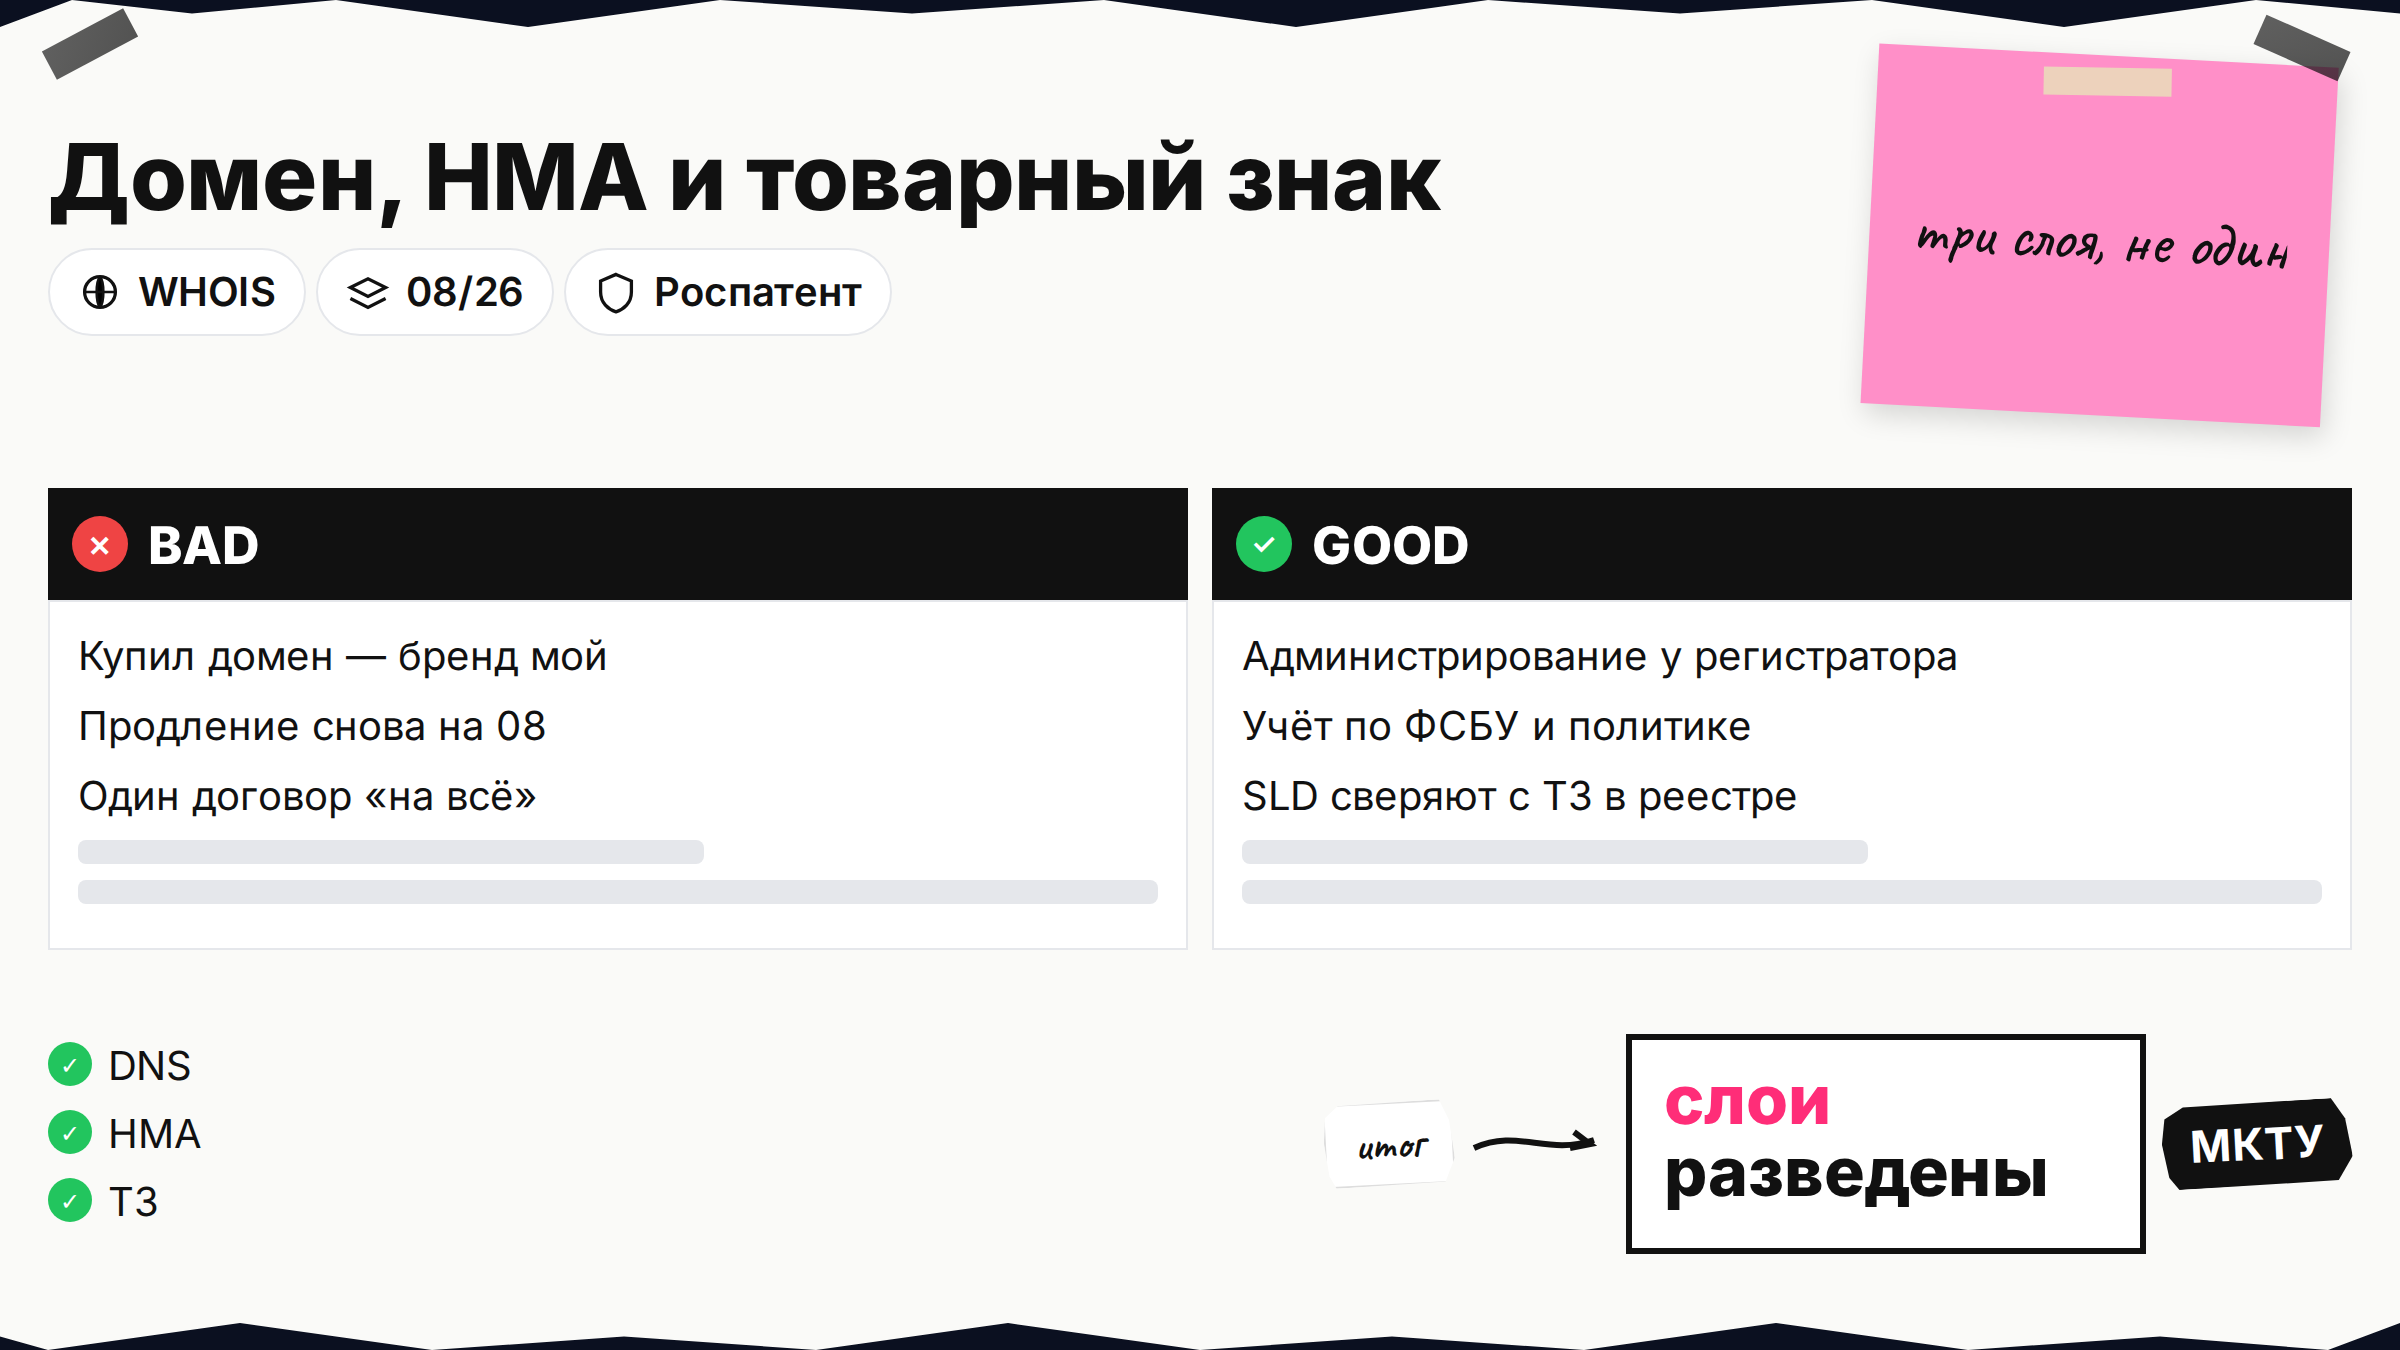 Домен, НМА и товарный знак
WHOIS
08/26
Роспатент
три слоя, не один
BAD
Купил домен — бренд мой
Продление снова на 08
Один договор «на всё»
GOOD
Администрирование у регистратора
Учёт по ФСБУ и политике
SLD сверяют с ТЗ в реестре
DNS
НМА
ТЗ
итог
слои
разведены
МКТУ